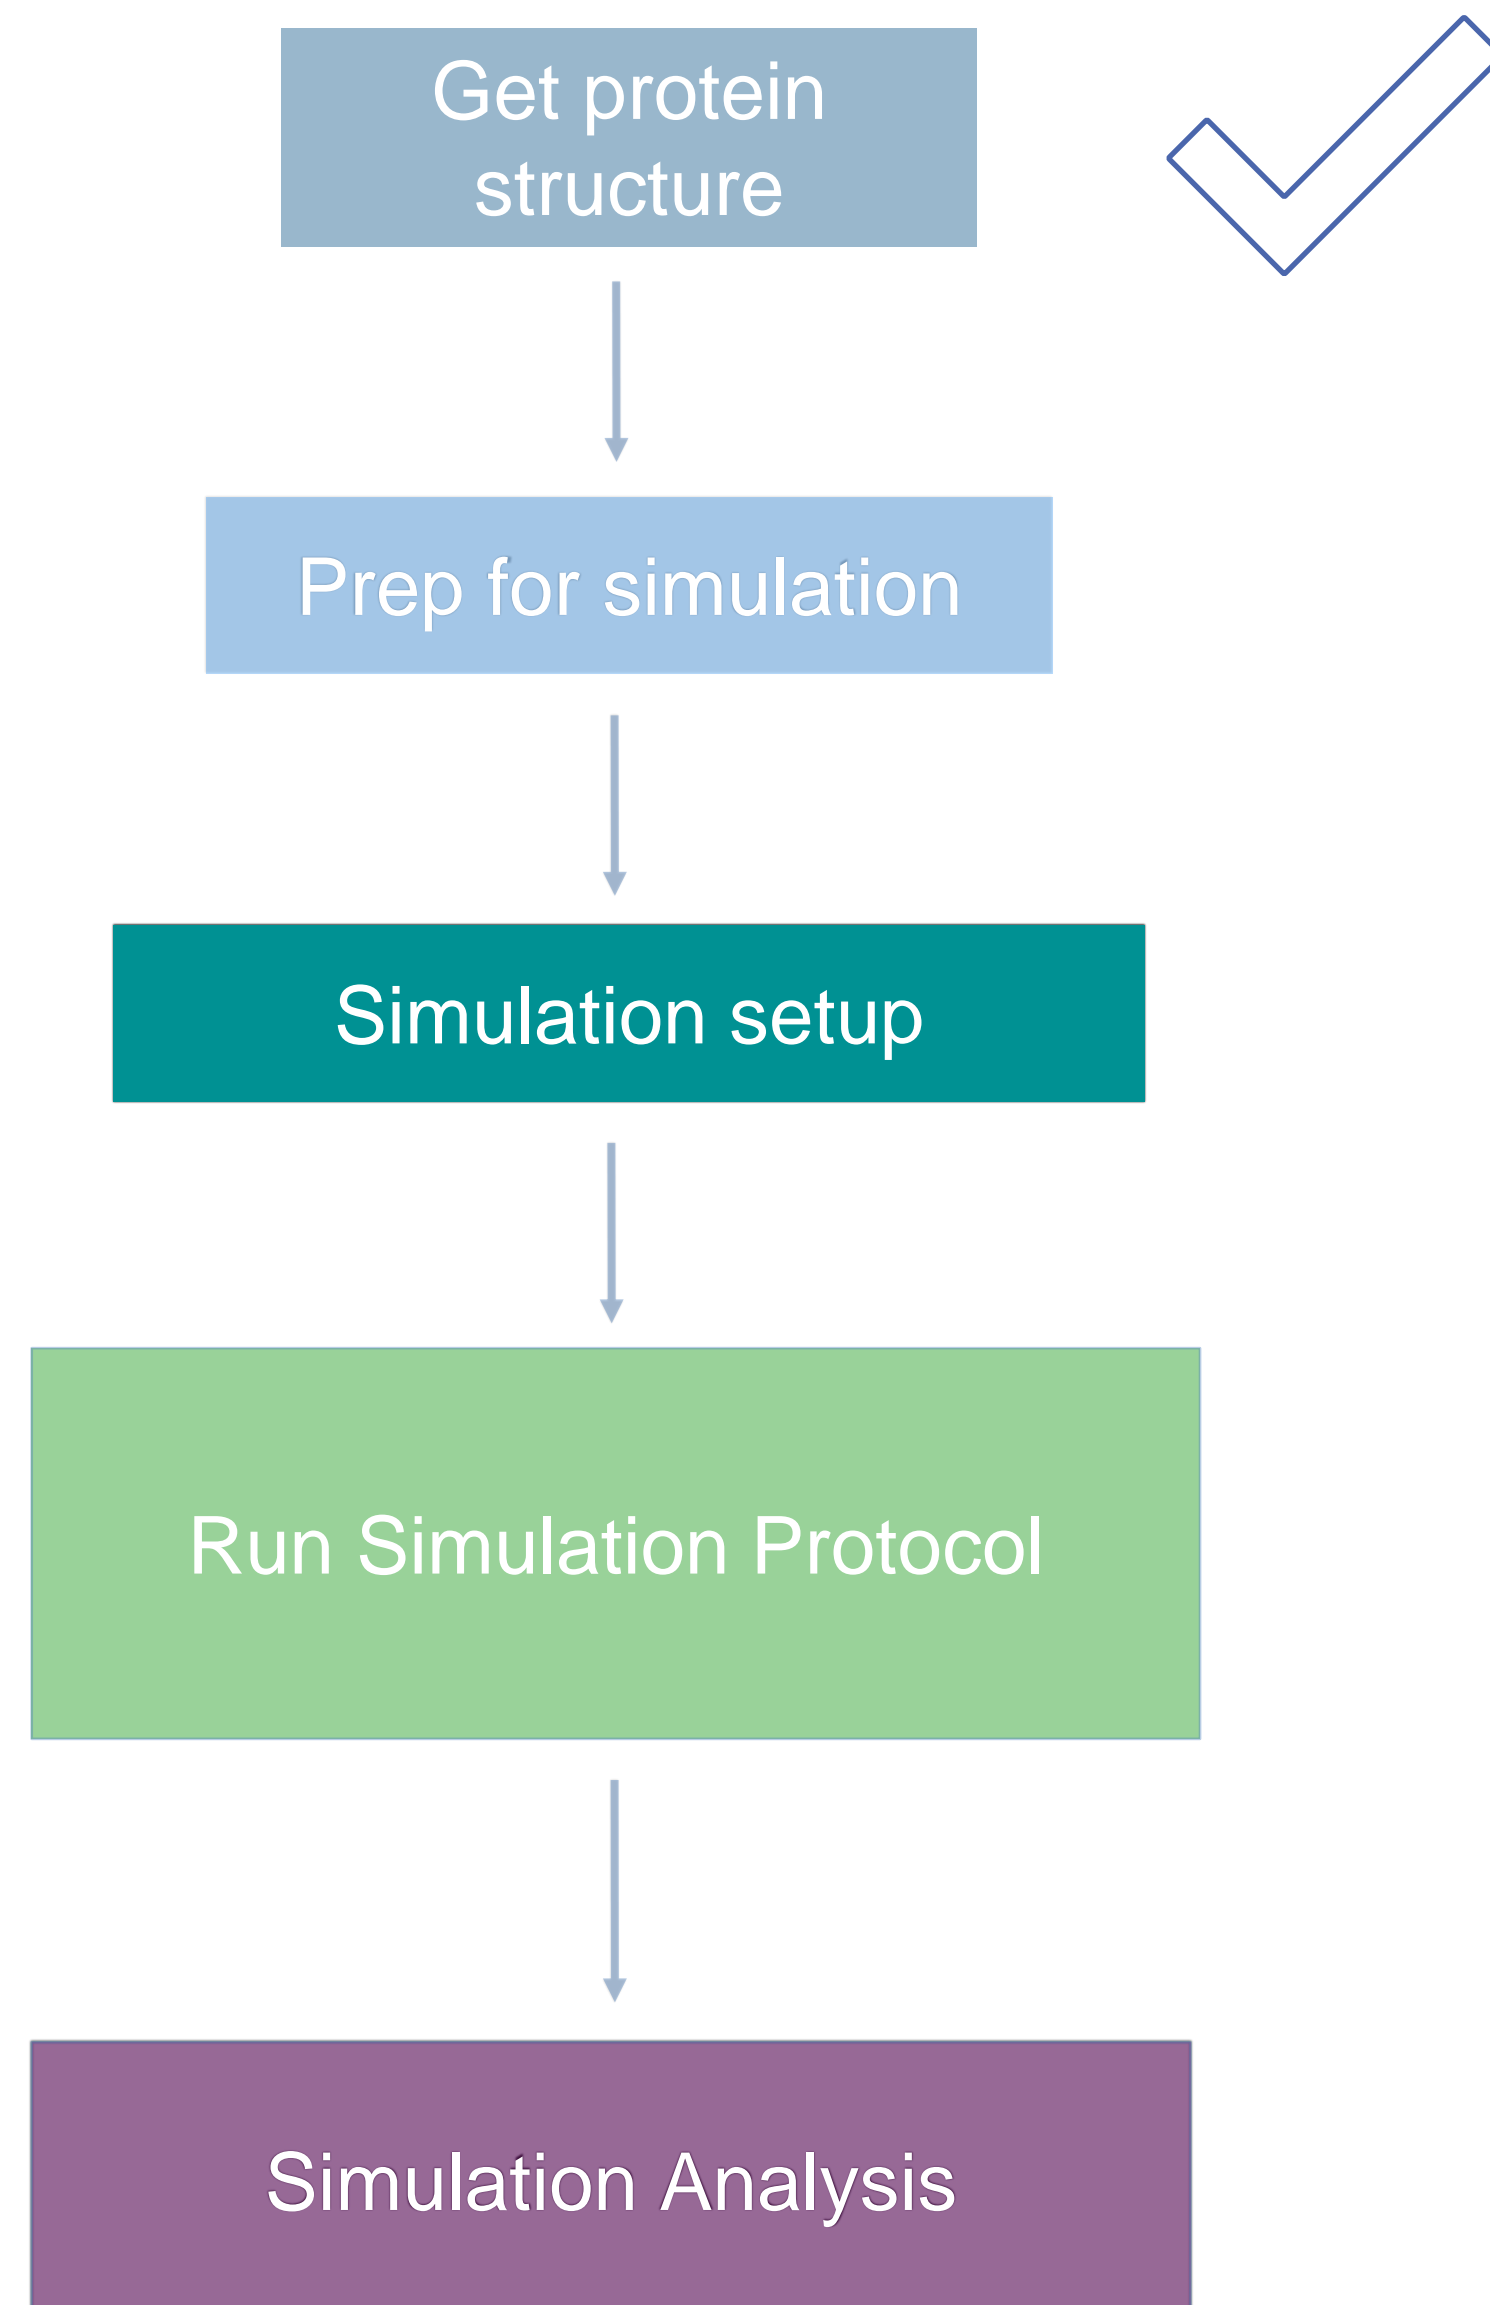 Get protein
structure
Prep for simulation
Simulation setup
Run Simulation Protocol
Simulation Analysis